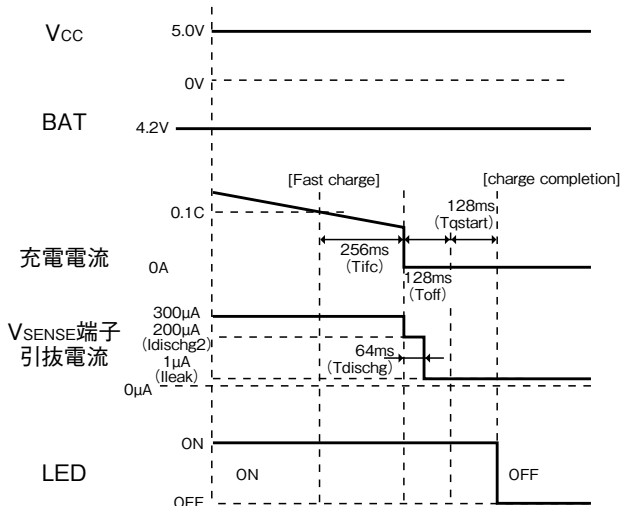 VCC
5.0V
0V
BAT
4.2V
[Fast charge]
[charge completion]
128ms
(Tqstart)
0.1C
256ms
(Tifc)
充電電流
0A
128ms
(Toff)
300μA
VSENSE端子
引抜電流
200μA
(Idischg2)
64ms
(Tdischg)
1μA
(Ileak)
0μA
ON
LED
ON
OFF
OFF